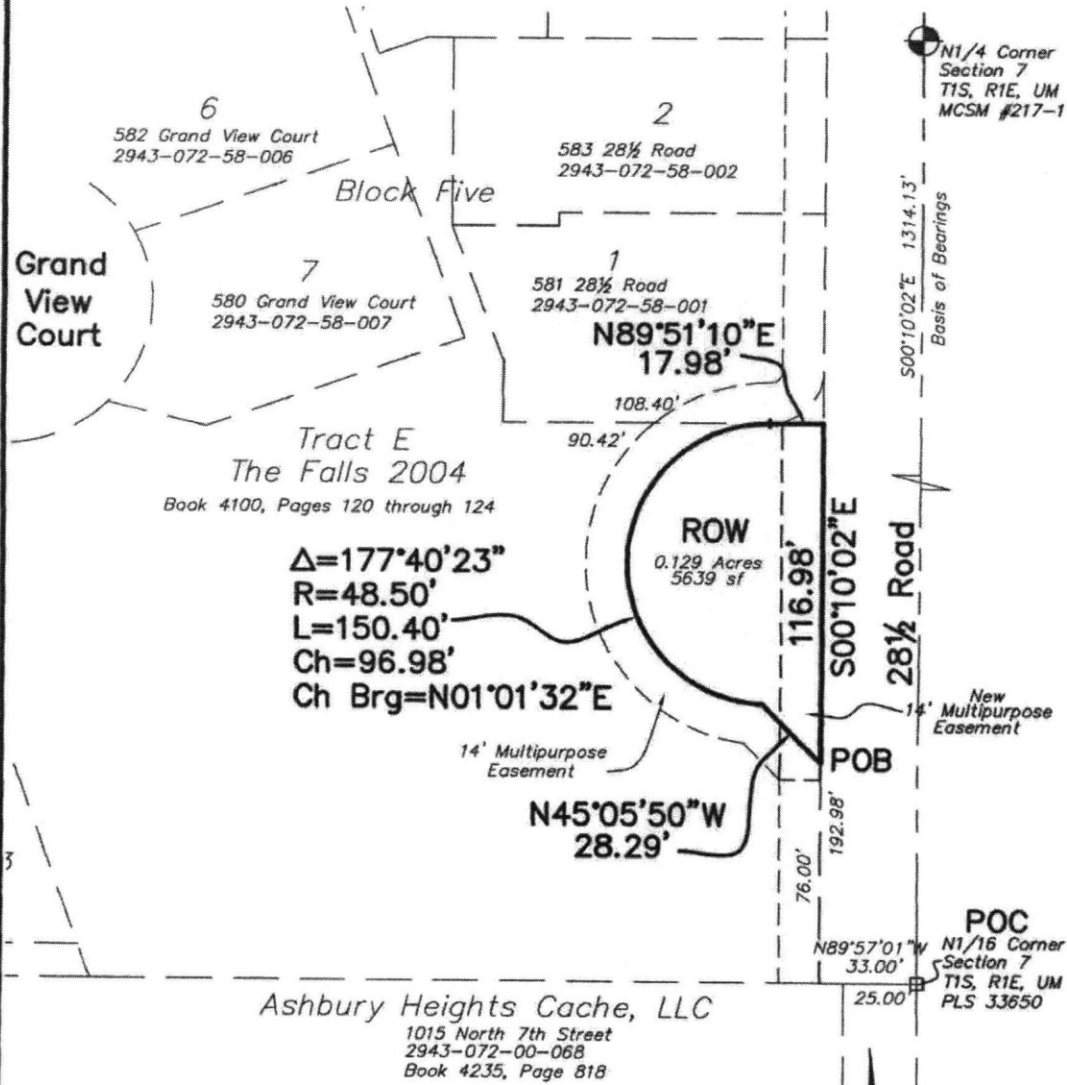 N1/4 Corner
Section 7
T1S, R1E, UM
MCSM #217-1
6
582 Grand View Court
2943-072-58-006
2
583 28½ Road
2943-072-58-002
Block Five
S00°10'02"E 1314.13'
Basis of Bearings
Grand
View
Court
7
580 Grand View Court
2943-072-58-007
1
581 28½ Road
2943-072-58-001
N89°51'10"E
17.98'
108.40'
90.42'
Tract E
The Falls 2004
Book 4100, Pages 120 through 124
ROW
0.129 Acres
5639 sf
116.98'
S00°10'02"E
28½ Road
Δ=177°40'23"
R=48.50'
L=150.40'
Ch=96.98'
Ch Brg=N01°01'32"E
New
14' Multipurpose
Easement
14' Multipurpose
Easement
POB
N45°05'50"W
28.29'
192.98'
76.00'
3
POC
N1/16 Corner
Section 7
T1S, R1E, UM
PLS 33650
N89°57'01"W
33.00'
25.00'
Ashbury Heights Cache, LLC
1015 North 7th Street
2943-072-00-068
Book 4235, Page 818